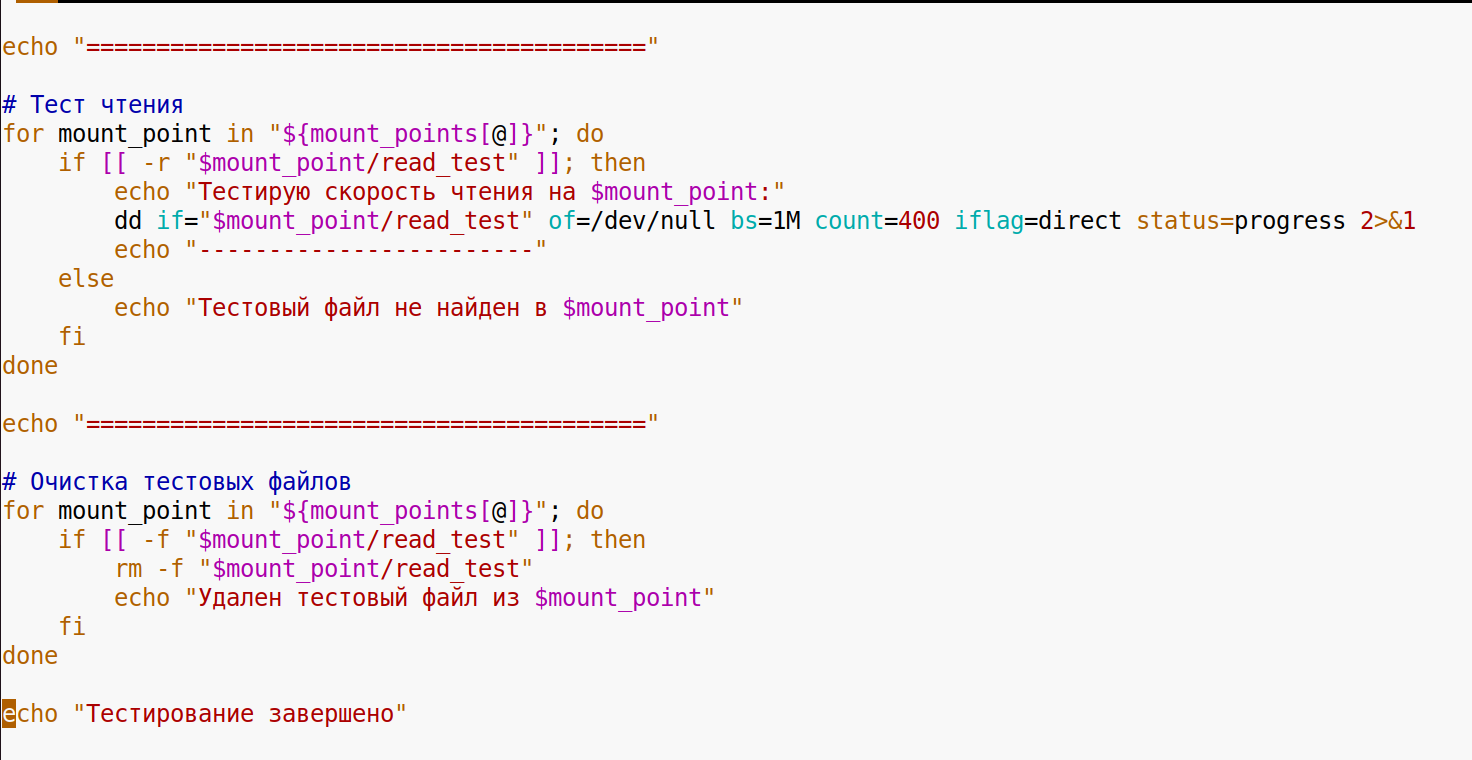 echo "========================================"
# Тест чтения
for mount_point in "${mount_points[@]}"; do
    if [[ -r "$mount_point/read_test" ]]; then
        echo "Тестирую скорость чтения на $mount_point:"
        dd if="$mount_point/read_test" of=/dev/null bs=1M count=400 iflag=direct status=progress 2>&1
        echo "------------------------"
    else
        echo "Тестовый файл не найден в $mount_point"
    fi
done
echo "========================================"
# Очистка тестовых файлов
for mount_point in "${mount_points[@]}"; do
    if [[ -f "$mount_point/read_test" ]]; then
        rm -f "$mount_point/read_test"
        echo "Удален тестовый файл из $mount_point"
    fi
done
echo "Тестирование завершено"